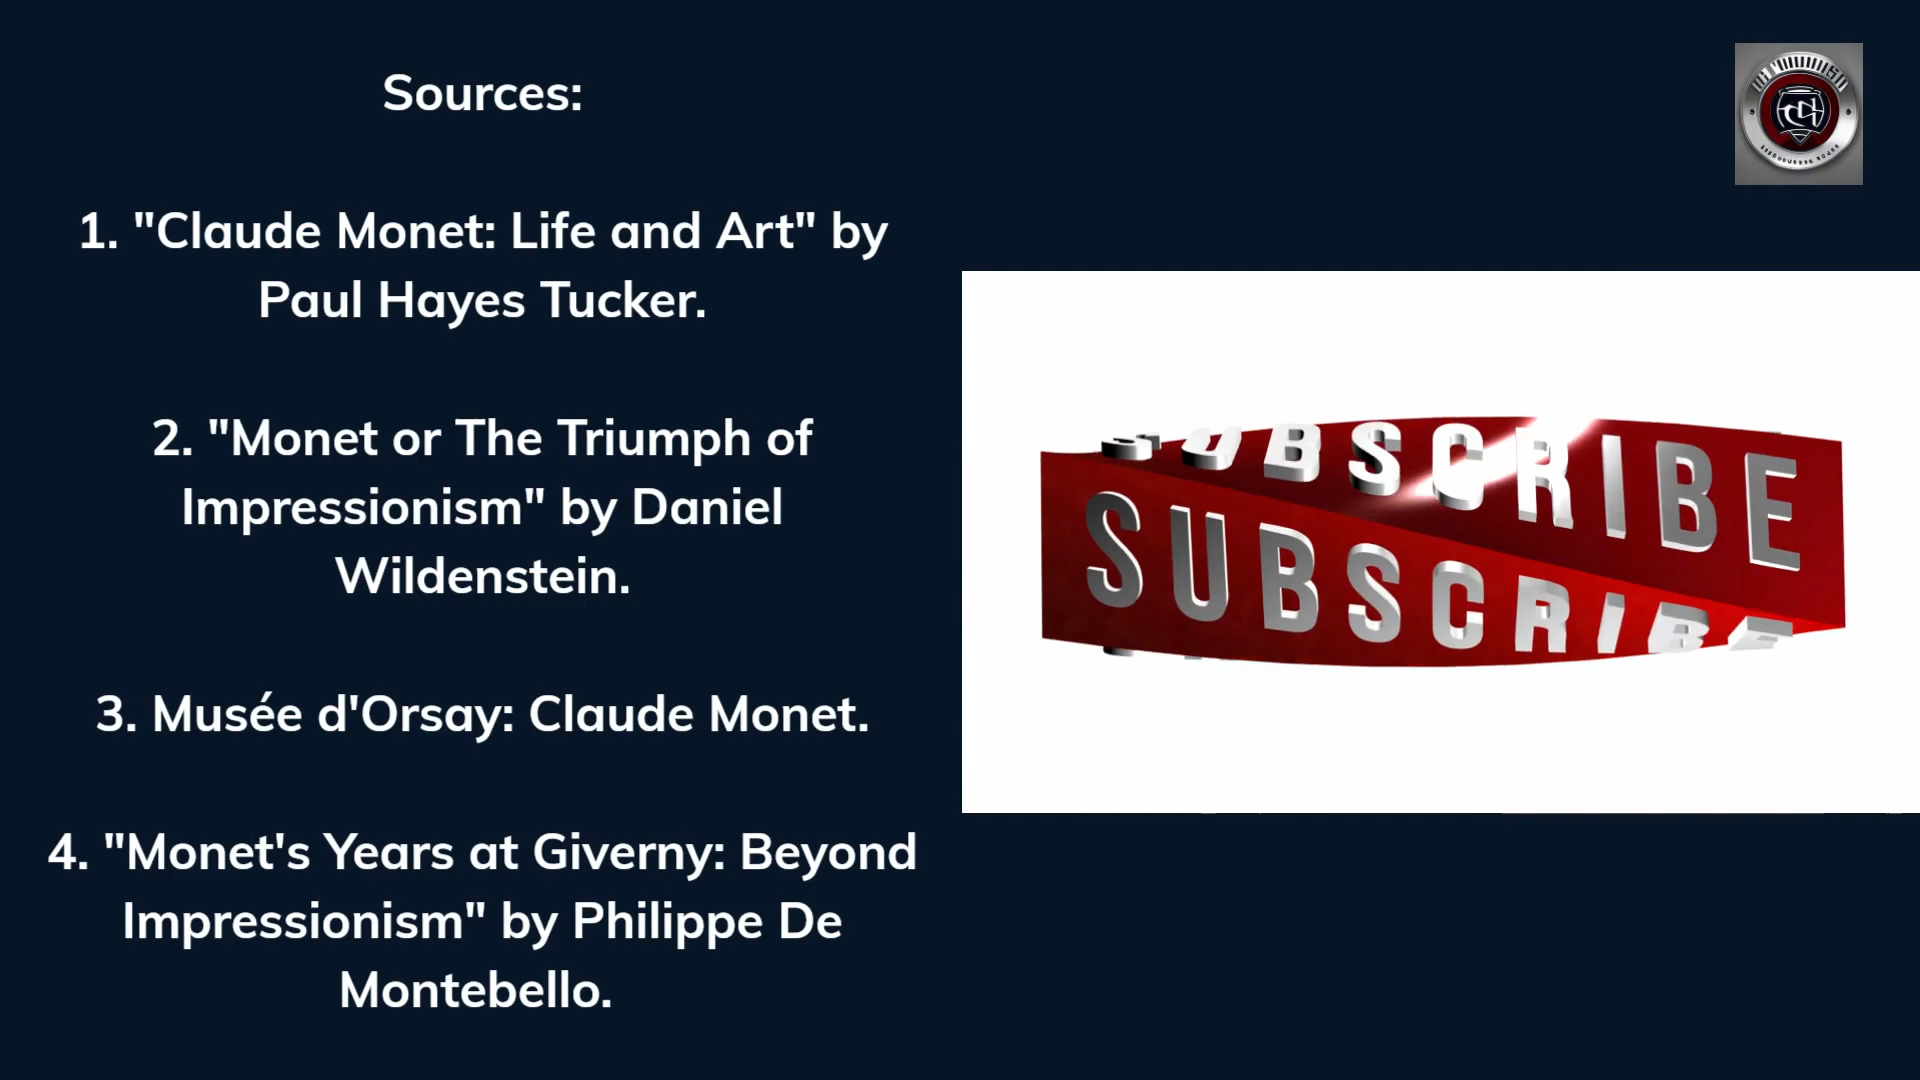 Sources:
1. "Claude Monet: Life and Art" by
Paul Hayes Tucker.
2. "Monet or The Triumph of
Impressionism" by Daniel
Wildenstein.
3. Musée d'Orsay: Claude Monet.
4. "Monet's Years at Giverny: Beyond
Impressionism" by Philippe De
Montebello.
SUBSCRIBE
SUBSCRIBE